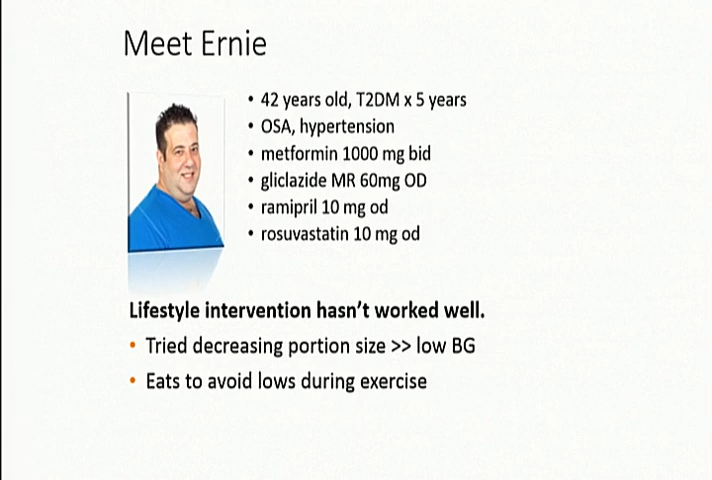 Meet Ernie
• 42 years old, T2DM x 5 years
• OSA, hypertension
• metformin 1000 mg bid
• gliclazide MR 60mg OD
• ramipril 10 mg od
• rosuvastatin 10 mg od
Lifestyle intervention hasn't worked well.
• Tried decreasing portion size >> low BG
• Eats to avoid lows during exercise